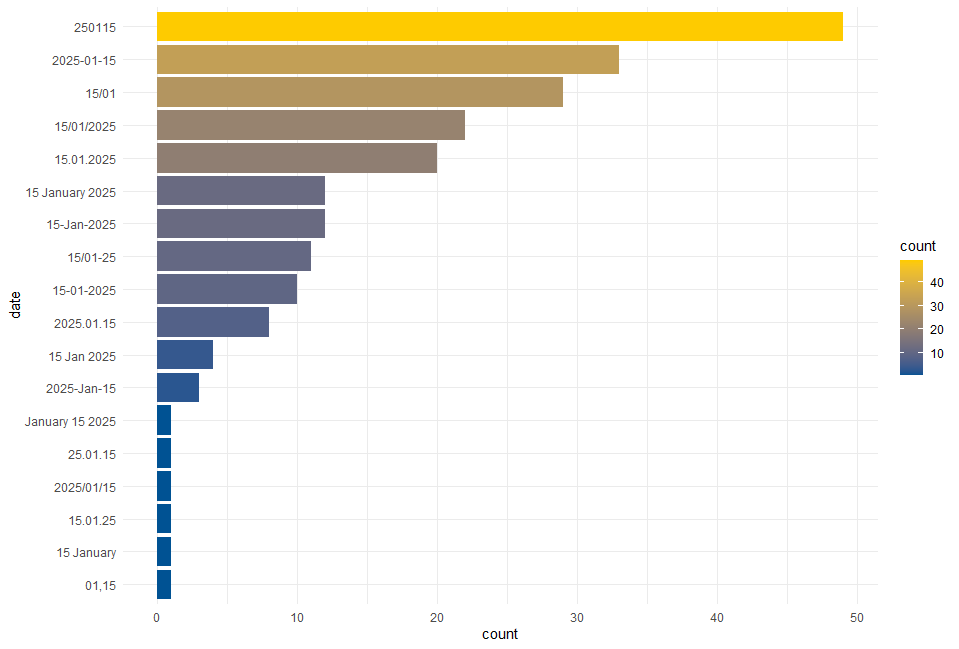 250115
2025-01-15
15/01
15/01/2025
15.01.2025
15 January 2025
15-Jan-2025
15/01-25
15-01-2025
2025.01.15
15 Jan 2025
2025-Jan-15
January 15 2025
25.01.15
2025/01/15
15.01.25
15 January
01,15
date
0 10 20 30 40 50
count
count
40
30
20
10